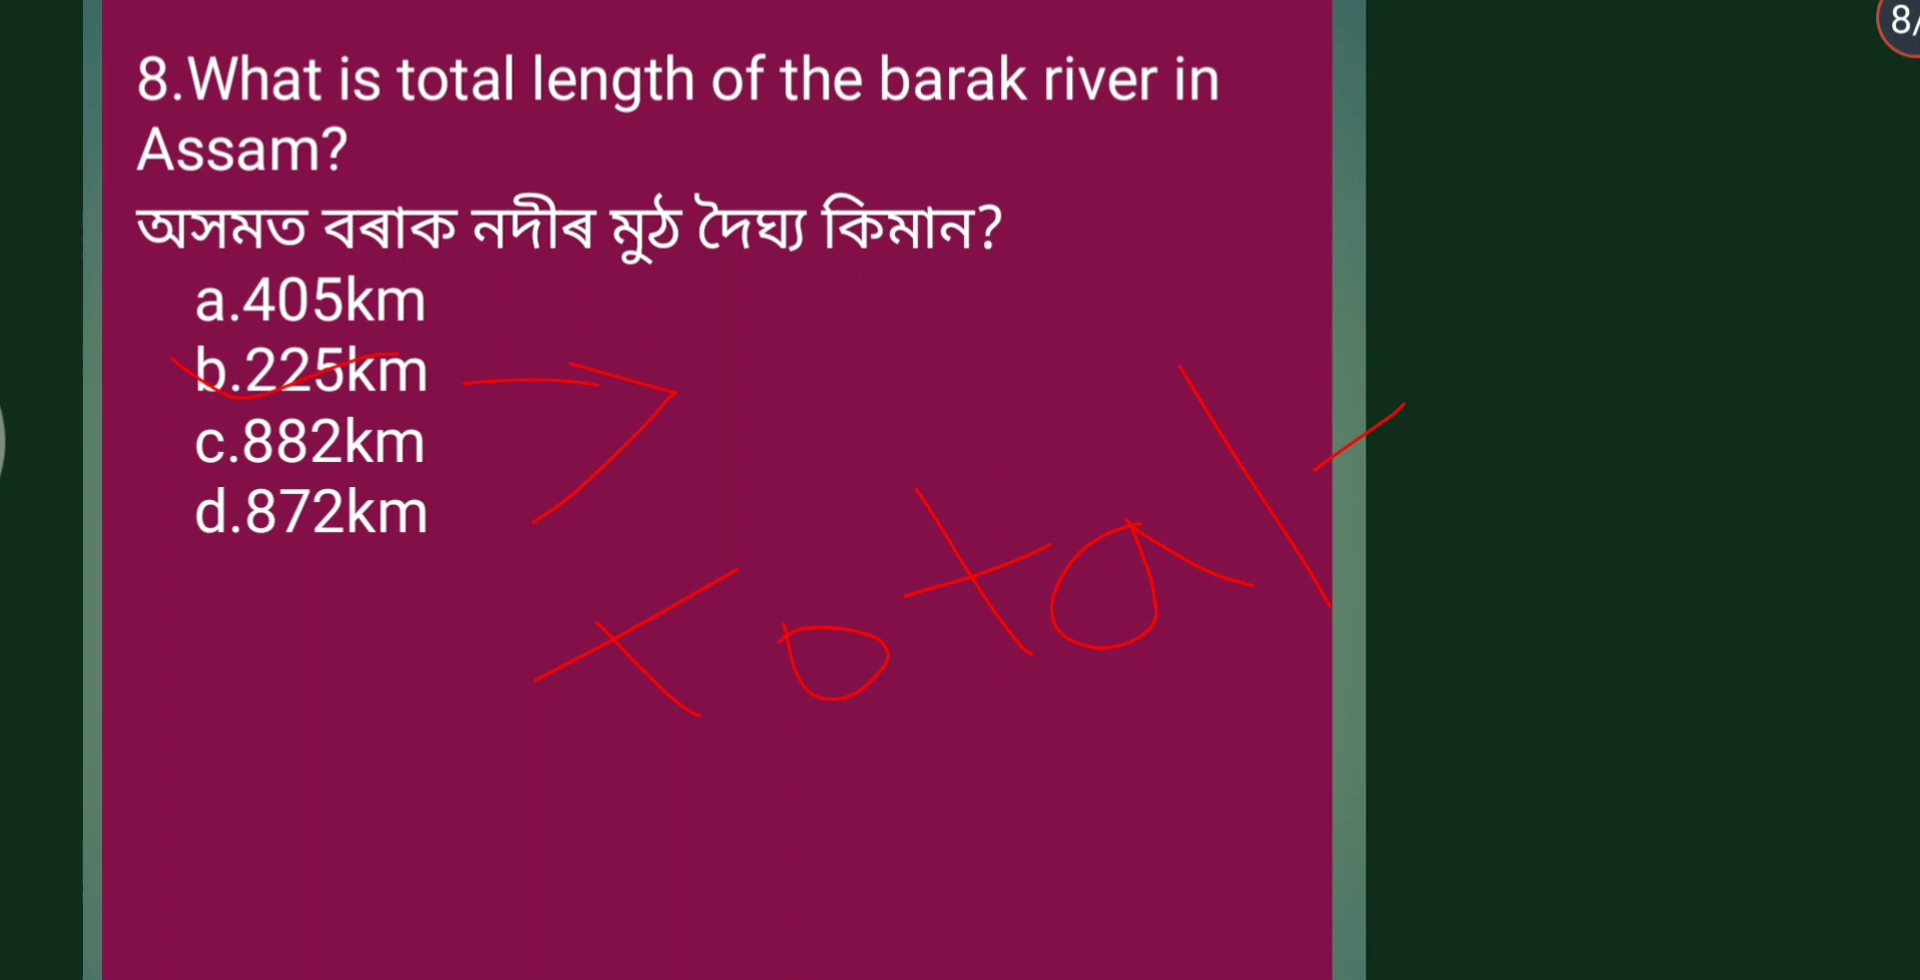 8/
8.What is total length of the barak river in
Assam?
অসমত বৰাক নদীৰ মুঠ দৈঘ্য কিমান?
a.405km
b.225km
c.882km
d.872km
total